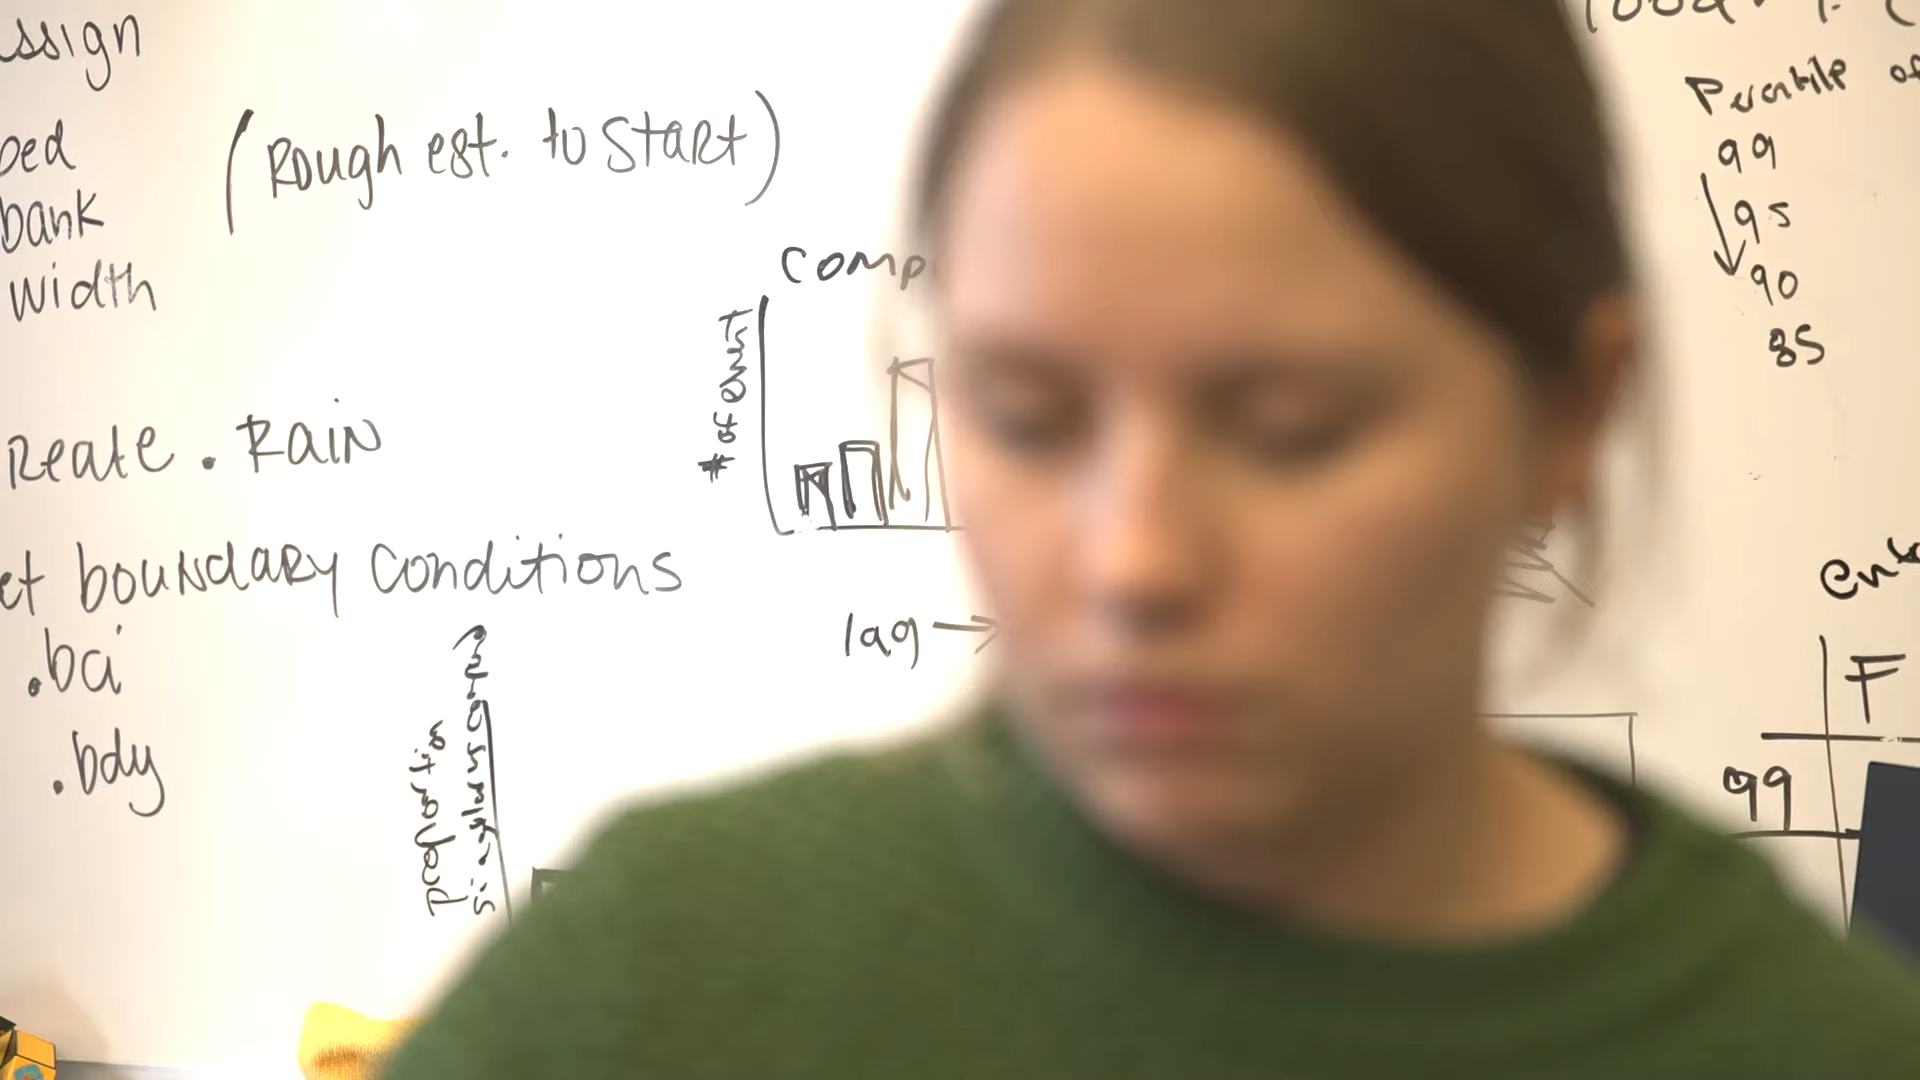 ssign
bed
bank
width
(Rough est. to start)
Reate . Rain
et boundary conditions
.bci
.bdy
Comp
# of
lag →
Proportion
Percentile of
99
95
90
85
F
99